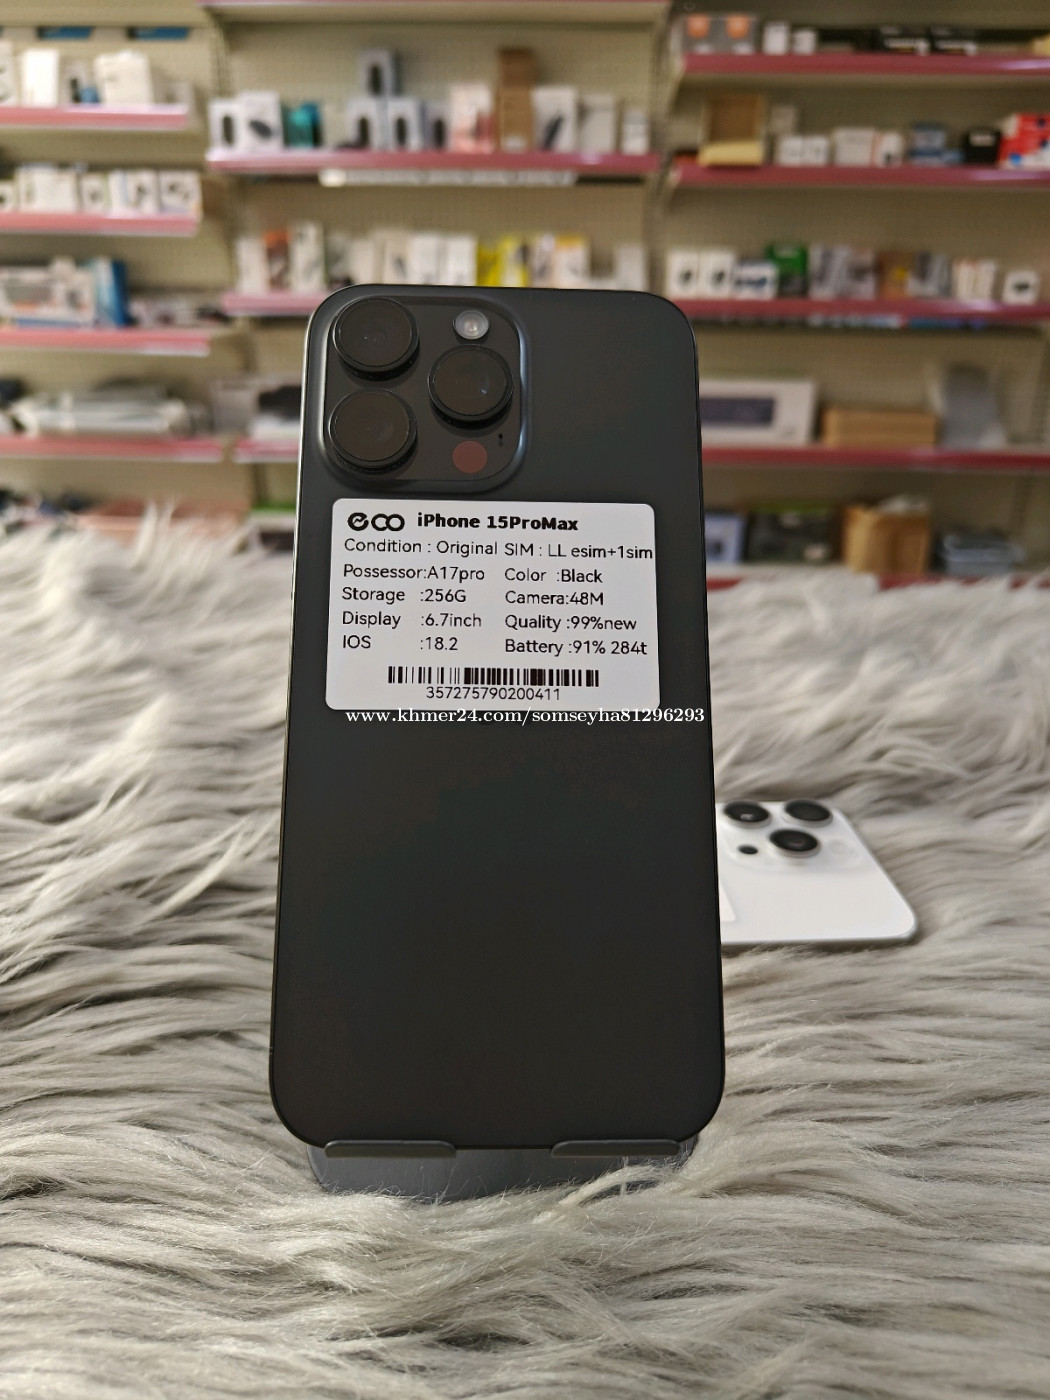 eco iPhone 15ProMax
Condition : Original SIM : LL esim+1sim
Possessor:A17pro Color :Black
Storage :256G Camera:48M
Display :6.7inch Quality :99%new
IOS :18.2 Battery :91% 284t
357275790200411
www.khmer24.com/somseyha81296293